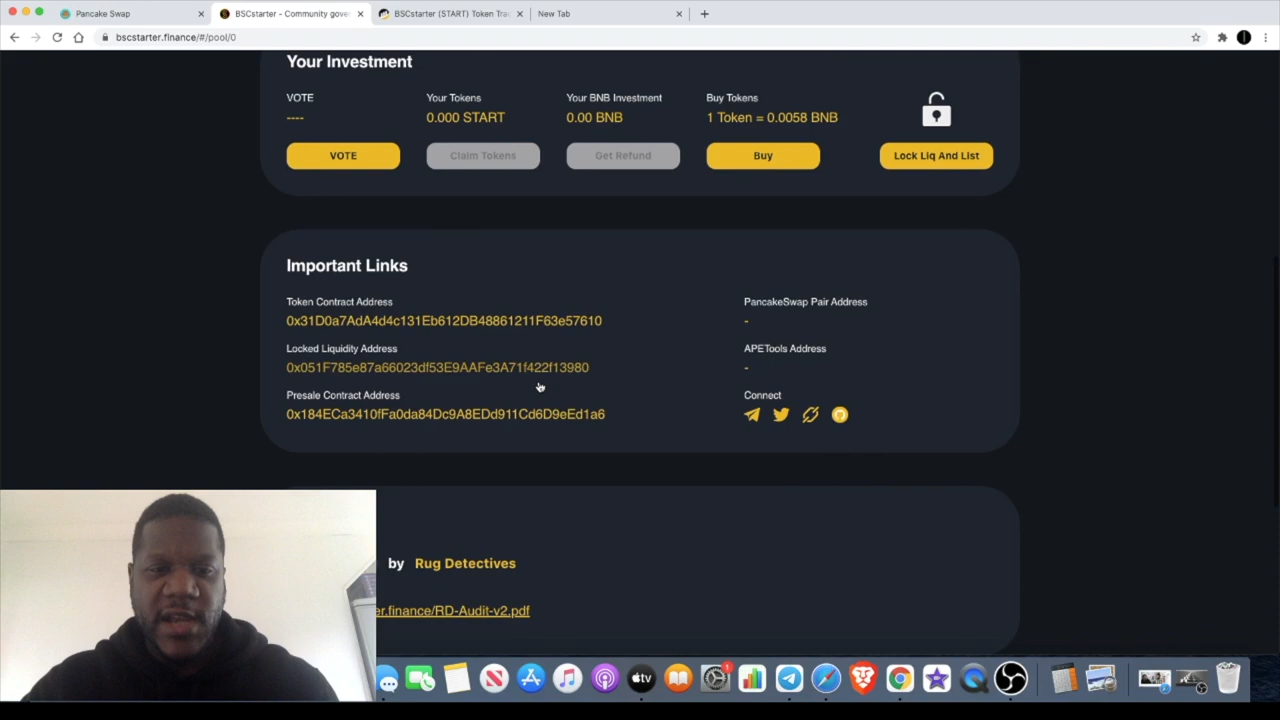 Pancake Swap
BSCstarter - Community gove
BSCstarter (START) Token Tra
New Tab
bscstarter.finance/#/pool/0
Your Investment
VOTE
Your Tokens
Your BNB Investment
Buy Tokens
----
0.000 START
0.00 BNB
1 Token = 0.0058 BNB
VOTE
Claim Tokens
Get Refund
Buy
Lock Liq And List
Important Links
Token Contract Address
PancakeSwap Pair Address
0x31D0a7AdA4d4c131Eb612DB48861211F63e57610
-
Locked Liquidity Address
APETools Address
0x051F785e87a66023df53E9AAFe3A71f422f13980
-
Presale Contract Address
Connect
0x184ECa3410fFa0da84Dc9A8EDd911Cd6D9eEd1a6
by Rug Detectives
er.finance/RD-Audit-v2.pdf
tv
1